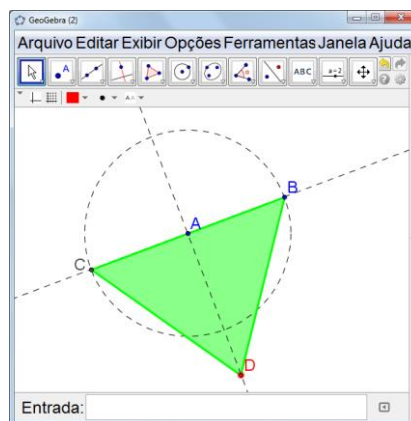 GeoGebra (2)
Arquivo Editar Exibir Opções Ferramentas Janela Ajuda
A
ABC
a=2
B
A
C
D
Entrada: